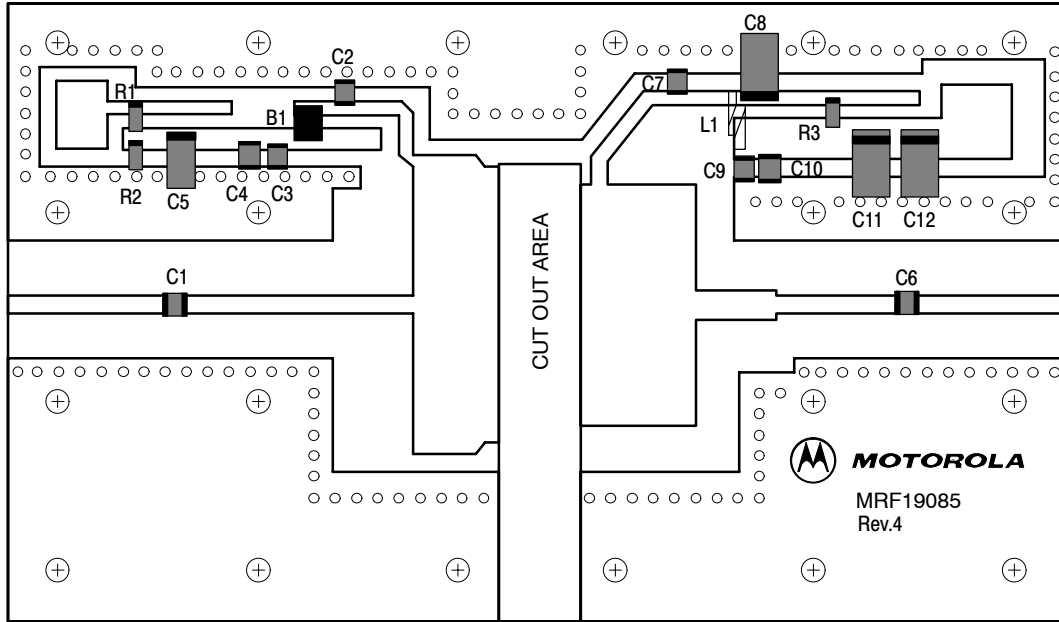 C8
C2
C7
R1
B1
L1
R3
R2
C5
C4
C3
C9
C10
C11
C12
C1
C6
CUT OUT AREA
MOTOROLA
MRF19085
Rev.4